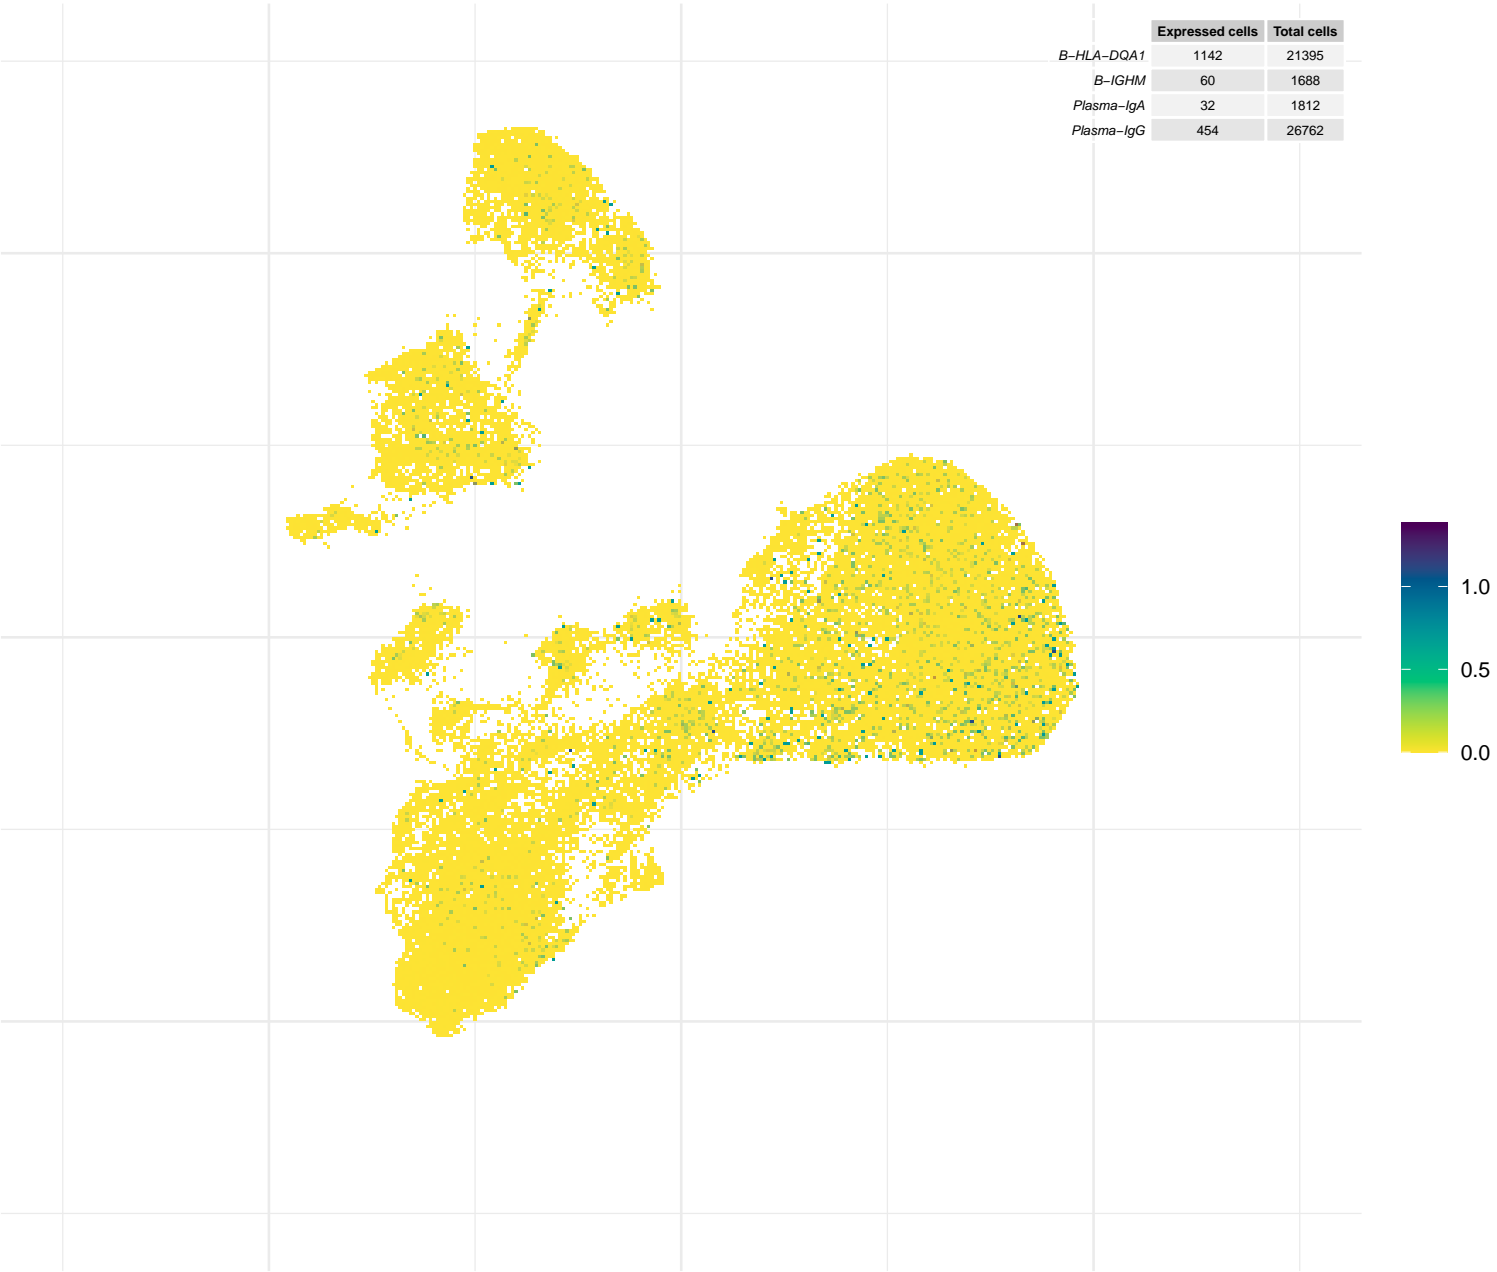 Expressed cells Total cells
B−HLA−DQA1 1142 21395
B−IGHM 60 1688
Plasma−IgA 32 1812
Plasma−IgG 454 26762
1.0
0.5
0.0